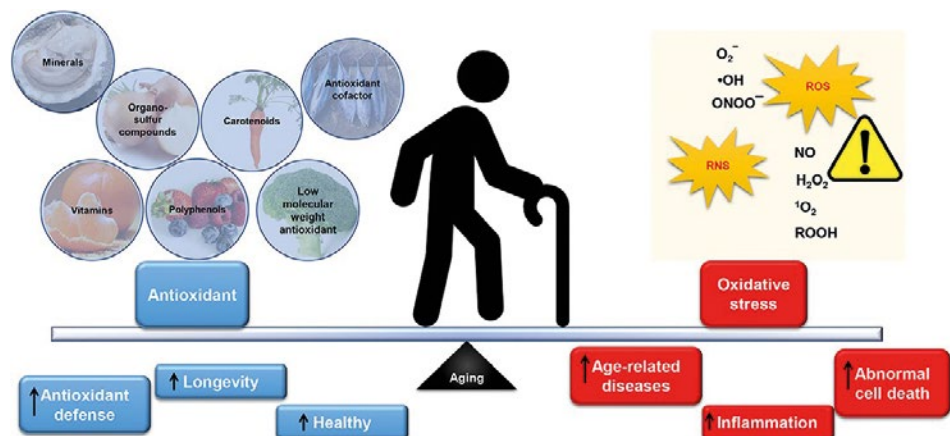 Minerals
Organo-
sulfur
compounds
Carotenoids
Antioxidant
cofactor
Vitamins
Polyphenols
Low
molecular
weight
antioxidant
O₂⁻
•OH
ONOO⁻
ROS
RNS
NO
H₂O₂
¹O₂
ROOH
Antioxidant
Oxidative
stress
Aging
↑Antioxidant
defense
↑Longevity
↑Healthy
↑Age-related
diseases
↑Inflammation
↑Abnormal
cell death